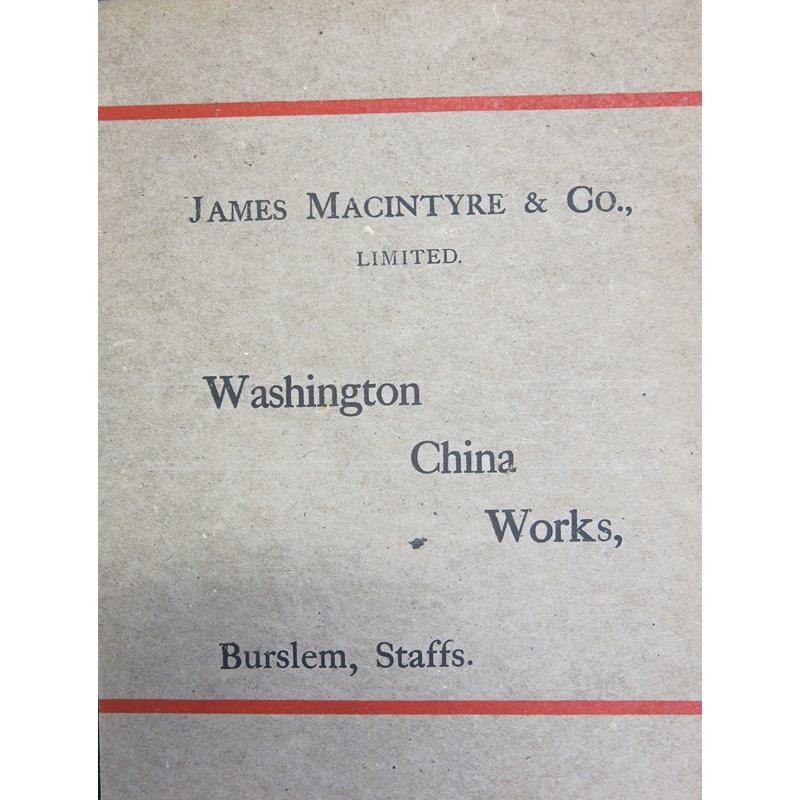 JAMES MACINTYRE & CO.,
LIMITED.
Washington
China
Works,
Burslem, Staffs.